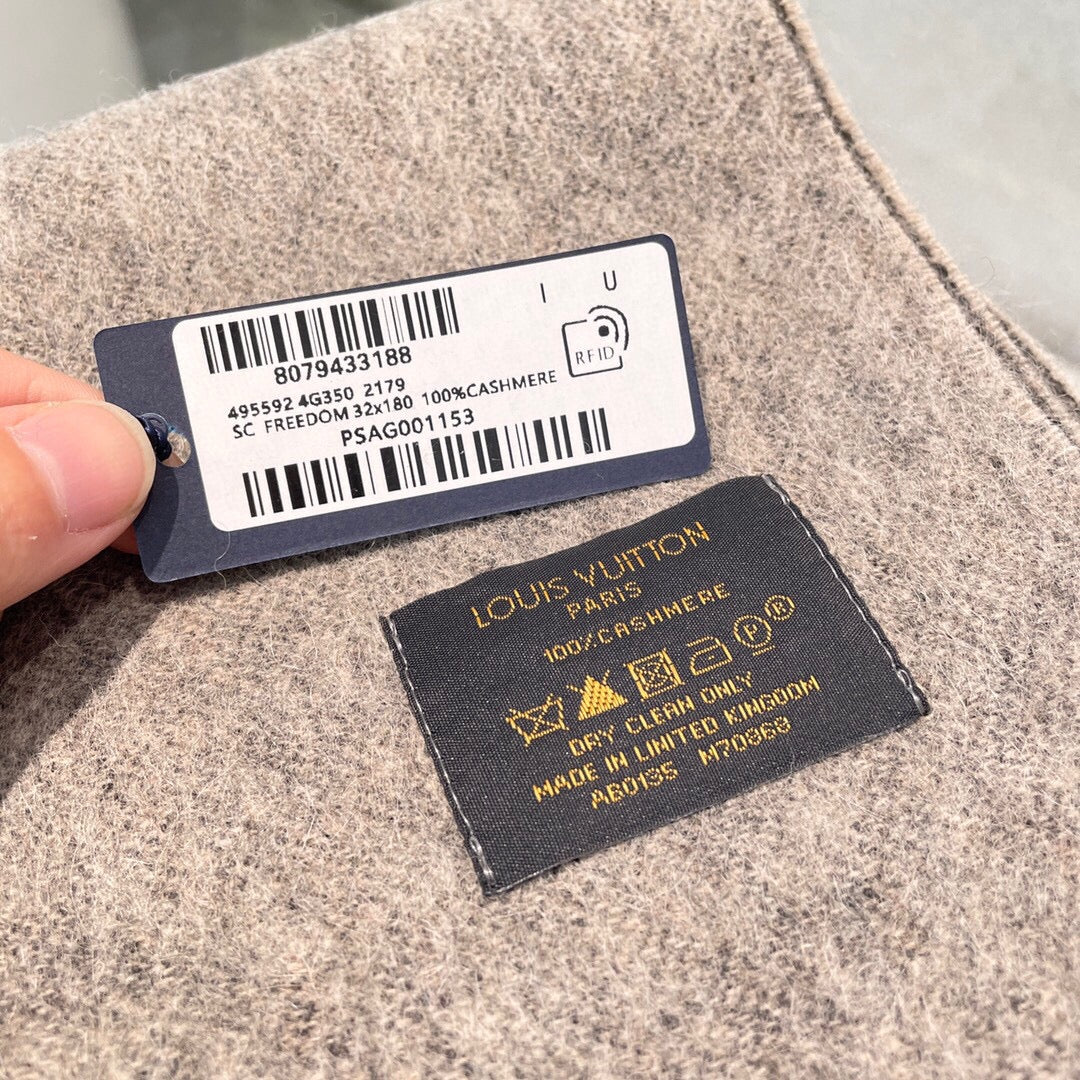 I U
8079433188
RFID
495592 4G350 2179
SC FREEDOM 32x180 100%CASHMERE
PSAG001153
LOUIS VUITTON
PARIS
100%CASHMERE
P R
DRY CLEAN ONLY
MADE IN UNITED KINGDOM
AB0135 M70368